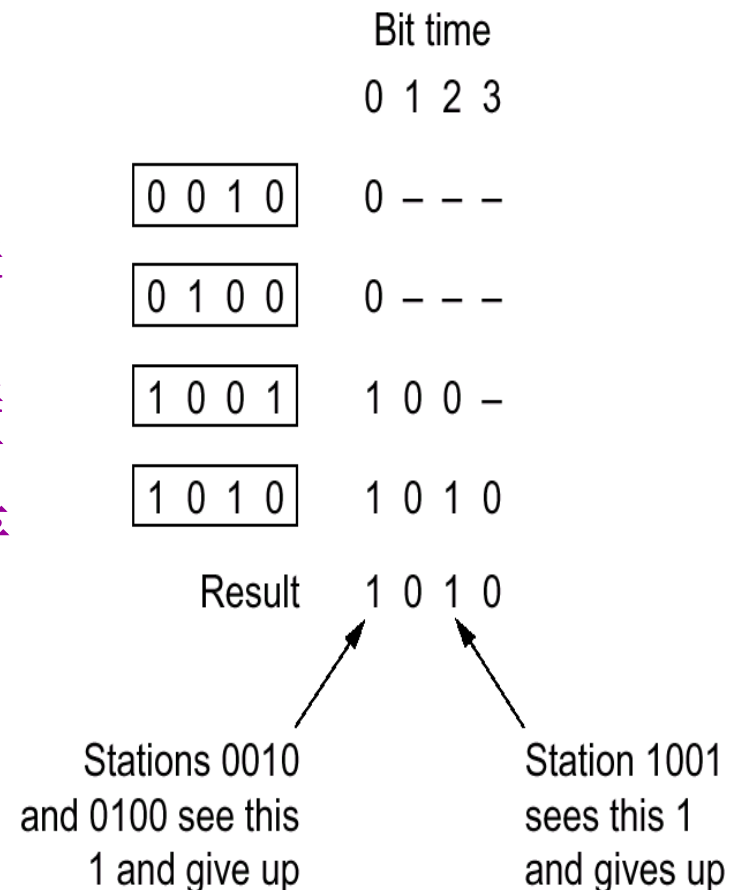 Bit time
0 1 2 3
0 0 1 0 0 – – –
0 1 0 0 0 – – –
1 0 0 1 1 0 0 –
1 0 1 0 1 0 1 0
Result 1 0 1 0
Stations 0010
and 0100 see this
1 and give up
Station 1001
sees this 1
and gives up